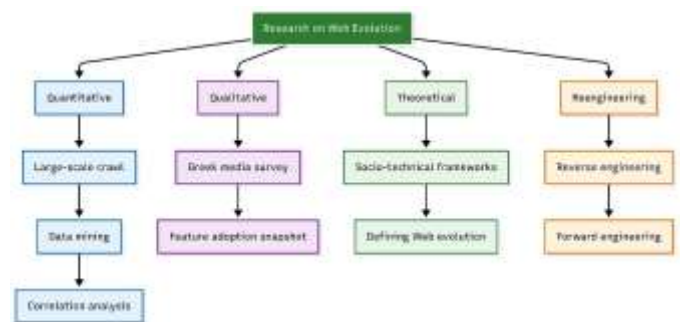 Research on Web Evolution
Quantitative
Qualitative
Theoretical
Reengineering
Large-scale crawl
Greek media survey
Socio-technical frameworks
Reverse engineering
Data mining
Feature adoption snapshot
Defining Web evolution
Forward engineering
Correlation analysis